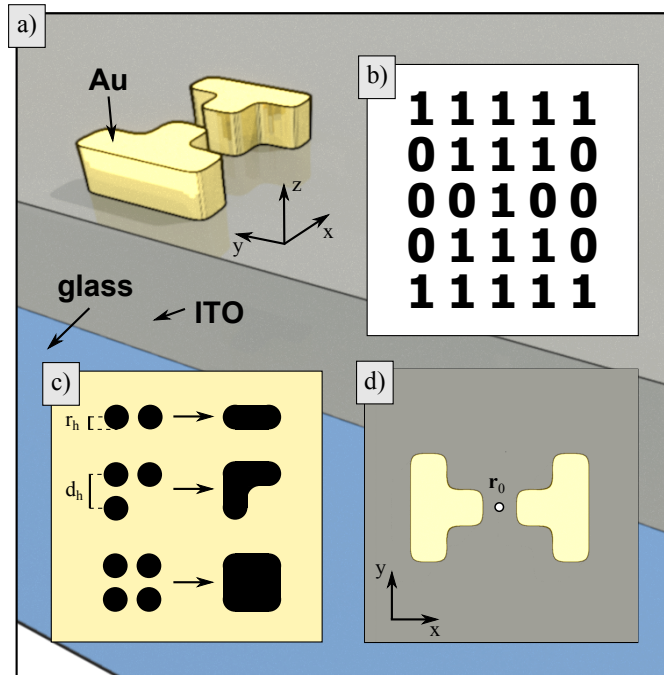 a)
Au
z
x
y
glass
ITO
b)
1 1 1 1 1
0 1 1 1 0
0 0 1 0 0
0 1 1 1 0
1 1 1 1 1
c)
r_h
d_h
d)
r_0
y
x